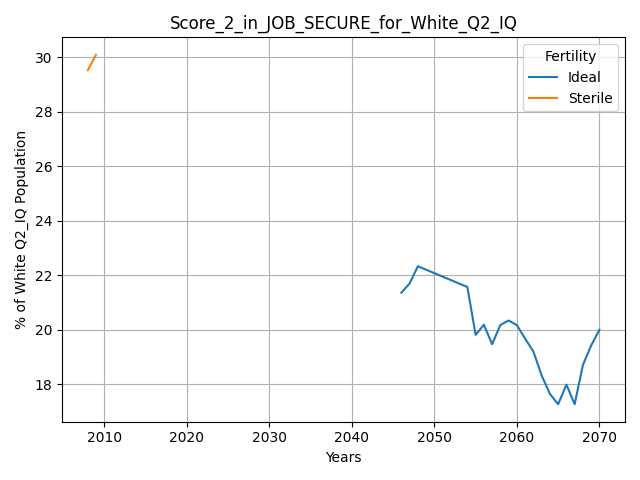 Score_2_in_JOB_SECURE_for_White_Q2_IQ
Fertility
Ideal
Sterile
% of White Q2_IQ Population
30
28
26
24
22
20
18
2010 2020 2030 2040 2050 2060 2070
Years